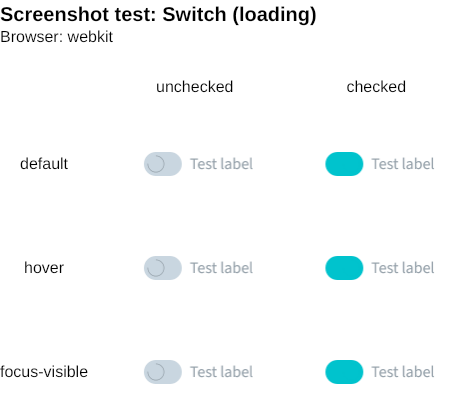 Screenshot test: Switch (loading)
Browser: webkit
unchecked checked
default Test label Test label
hover Test label Test label
focus-visible Test label Test label